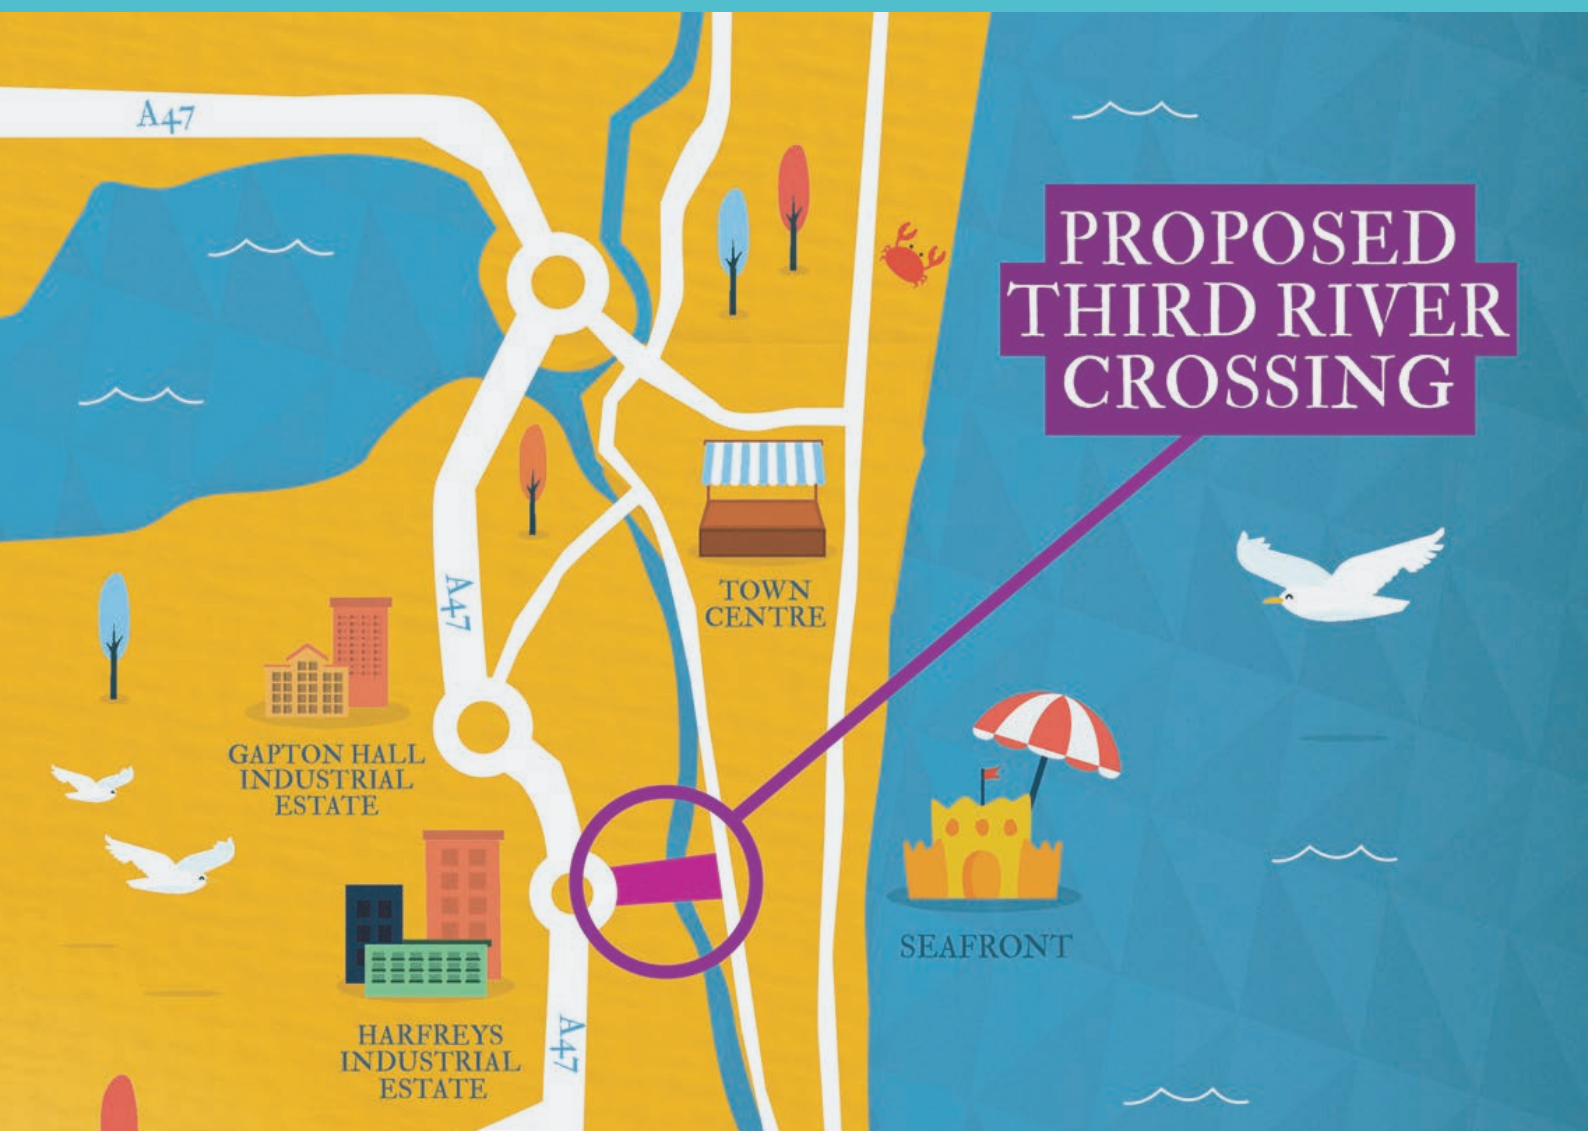 A47
PROPOSED
THIRD RIVER
CROSSING
A47
TOWN
CENTRE
GAPTON HALL
INDUSTRIAL
ESTATE
SEAFRONT
HARFREYS
INDUSTRIAL
ESTATE
A47